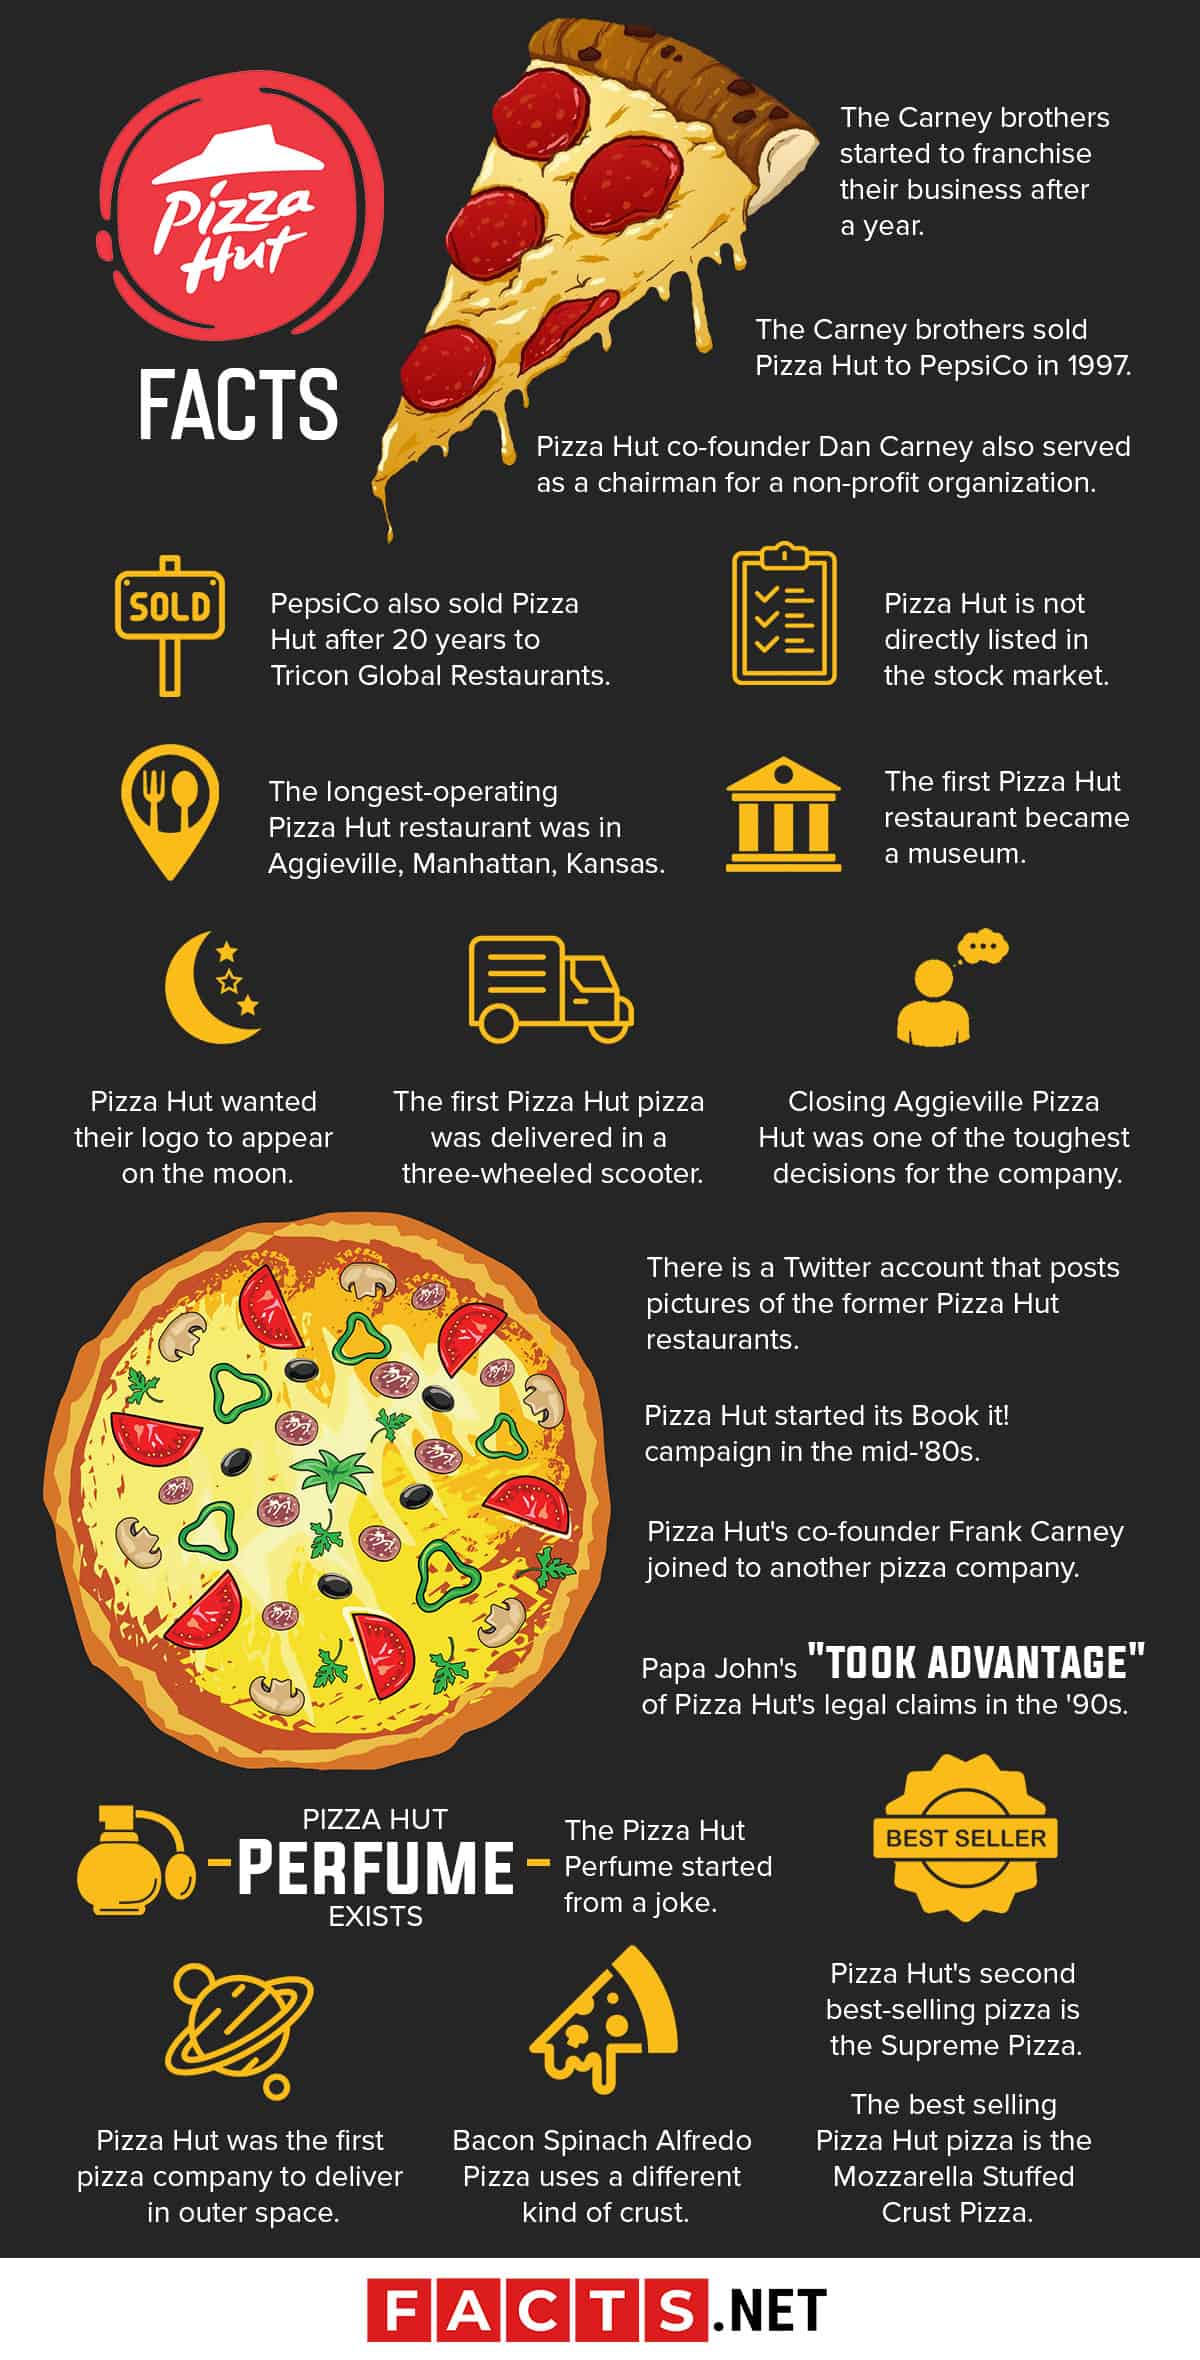 Pizza
Hut
FACTS
The Carney brothers
started to franchise
their business after
a year.
The Carney brothers sold
Pizza Hut to PepsiCo in 1997.
Pizza Hut co-founder Dan Carney also served
as a chairman for a non-profit organization.
SOLD
PepsiCo also sold Pizza
Hut after 20 years to
Tricon Global Restaurants.
Pizza Hut is not
directly listed in
the stock market.
The longest-operating
Pizza Hut restaurant was in
Aggieville, Manhattan, Kansas.
The first Pizza Hut
restaurant became
a museum.
Pizza Hut wanted
their logo to appear
on the moon.
The first Pizza Hut pizza
was delivered in a
three-wheeled scooter.
Closing Aggieville Pizza
Hut was one of the toughest
decisions for the company.
There is a Twitter account that posts
pictures of the former Pizza Hut
restaurants.
Pizza Hut started its Book it!
campaign in the mid-'80s.
Pizza Hut's co-founder Frank Carney
joined to another pizza company.
Papa John's "TOOK ADVANTAGE"
of Pizza Hut's legal claims in the '90s.
PIZZA HUT
PERFUME
EXISTS
The Pizza Hut
Perfume started
from a joke.
BEST SELLER
Pizza Hut's second
best-selling pizza is
the Supreme Pizza.
The best selling
Pizza Hut pizza is the
Mozzarella Stuffed
Crust Pizza.
Pizza Hut was the first
pizza company to deliver
in outer space.
Bacon Spinach Alfredo
Pizza uses a different
kind of crust.
FACTS.NET